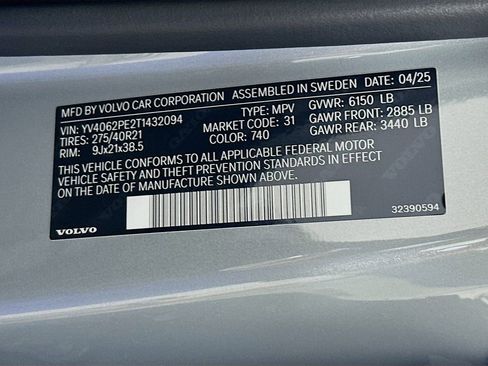 MFD BY VOLVO CAR CORPORATION ASSEMBLED IN SWEDEN DATE: 04/25
VIN: YV4062PE2T1432094 TYPE: MPV GVWR: 6150 LB
TIRES: 275/40R21 MARKET CODE: 31 GAWR FRONT: 2885 LB
RIM: 9Jx21x38.5 COLOR: 740 GAWR REAR: 3440 LB
THIS VEHICLE CONFORMS TO ALL APPLICABLE FEDERAL MOTOR
VEHICLE SAFETY AND THEFT PREVENTION STANDARDS IN EFFECT
ON THE DATE OF MANUFACTURE SHOWN ABOVE.
VOLVO 32390594